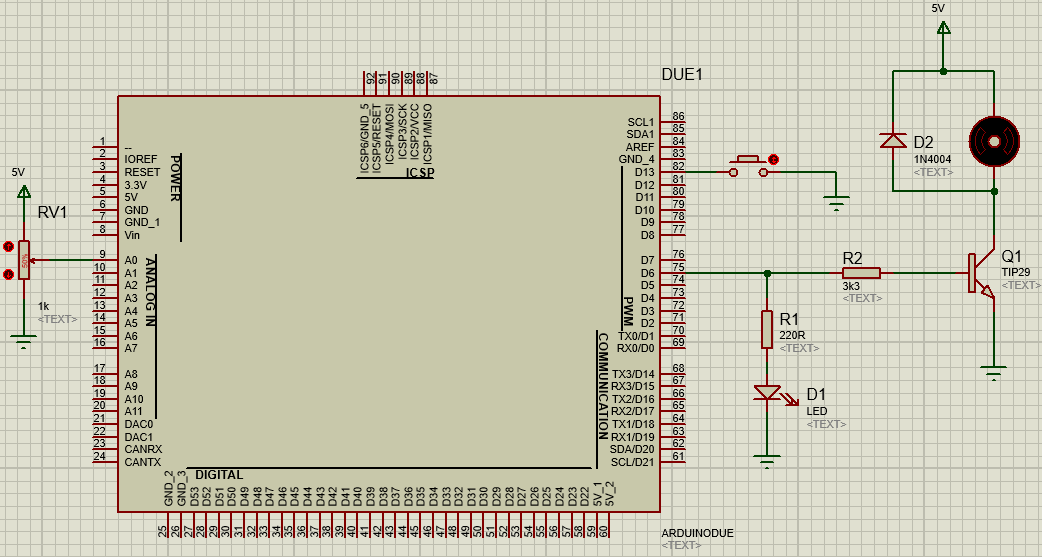 5V
DUE1
92
91
90
89
88
87
ICSP6/GND_5
ICSP5/RESET
ICSP4/MOSI
ICSP3/SCK
ICSP2/VCC
ICSP1/MISO
ICSP
1 --
2 IOREF
3 RESET
4 3.3V
5 5V
6 GND
7 GND_1
8 Vin
POWER
9 A0
10 A1
11 A2
12 A3
13 A4
14 A5
15 A6
16 A7
17 A8
18 A9
19 A10
20 A11
ANALOG IN
21 DAC0
22 DAC1
23 CANRX
24 CANTX
5V
RV1
50%
1k
<TEXT>
SCL1 86
SDA1 85
AREF 84
GND_4 83
D13 82
D12 81
D11 80
D10 79
D9 78
D8 77
D7 76
D6 75
D5 74
D4 73
D3 72
D2 71
TX0/D1 70
RX0/D0 69
PWM
TX3/D14 68
RX3/D15 67
TX2/D16 66
RX2/D17 65
TX1/D18 64
RX1/D19 63
SDA/D20 62
SCL/D21 61
COMMUNICATION
D2
1N4004
<TEXT>
R2
3k3
<TEXT>
Q1
TIP29
<TEXT>
R1
220R
<TEXT>
D1
LED
<TEXT>
DIGITAL
GND_2 25
GND_3 26
D53 27
D52 28
D51 29
D50 30
D49 31
D48 32
D47 33
D46 34
D45 35
D44 36
D43 37
D42 38
D41 39
D40 40
D39 41
D38 42
D37 43
D36 44
D35 45
D34 46
D33 47
D32 48
D31 49
D30 50
D29 51
D28 52
D27 53
D26 54
D25 55
D24 56
D23 57
D22 58
5V_1 59
5V_2 60
ARDUINODUE
<TEXT>